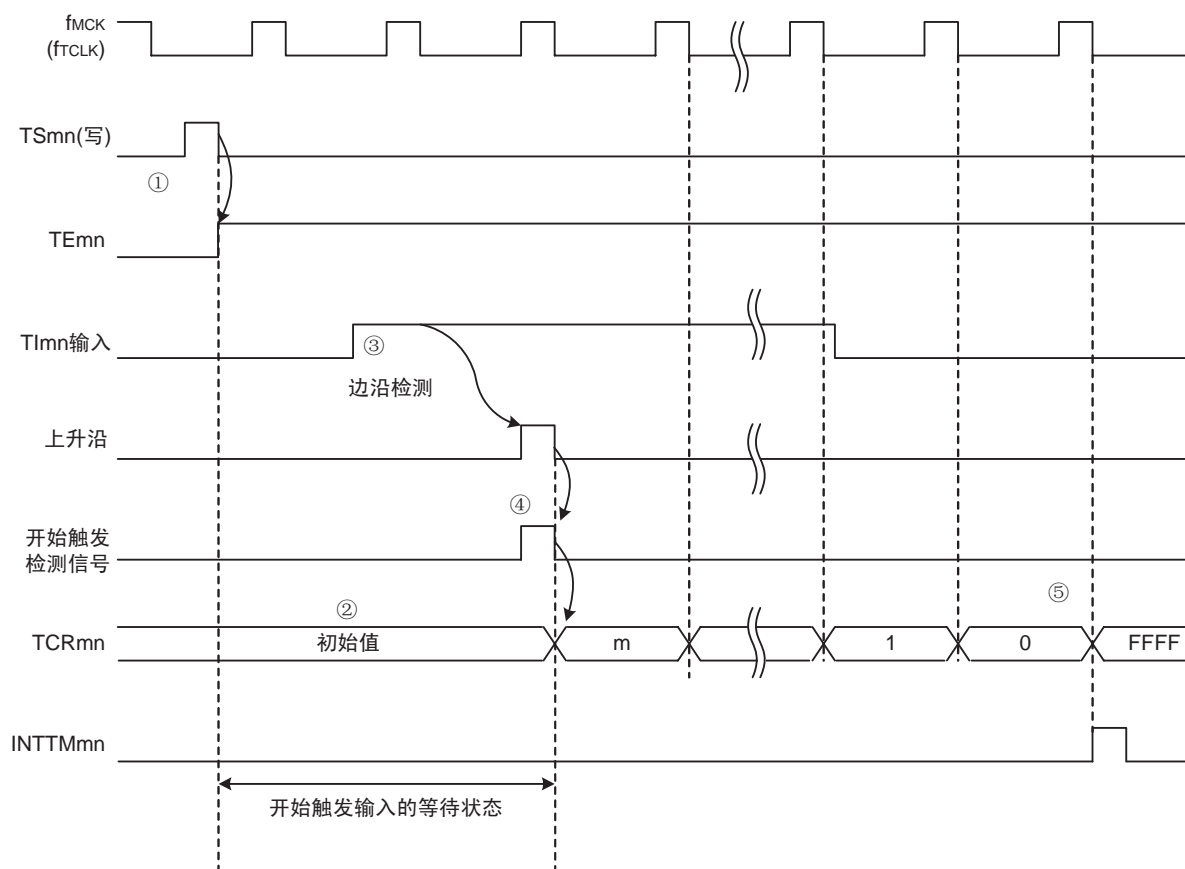 fMCK
(fTCLK)
TSmn(写)
①
TEmn
TImn输入
③
边沿检测
上升沿
④
开始触发
检测信号
⑤
②
TCRmn
初始值
m
1
0
FFFF
INTTMmn
开始触发输入的等待状态